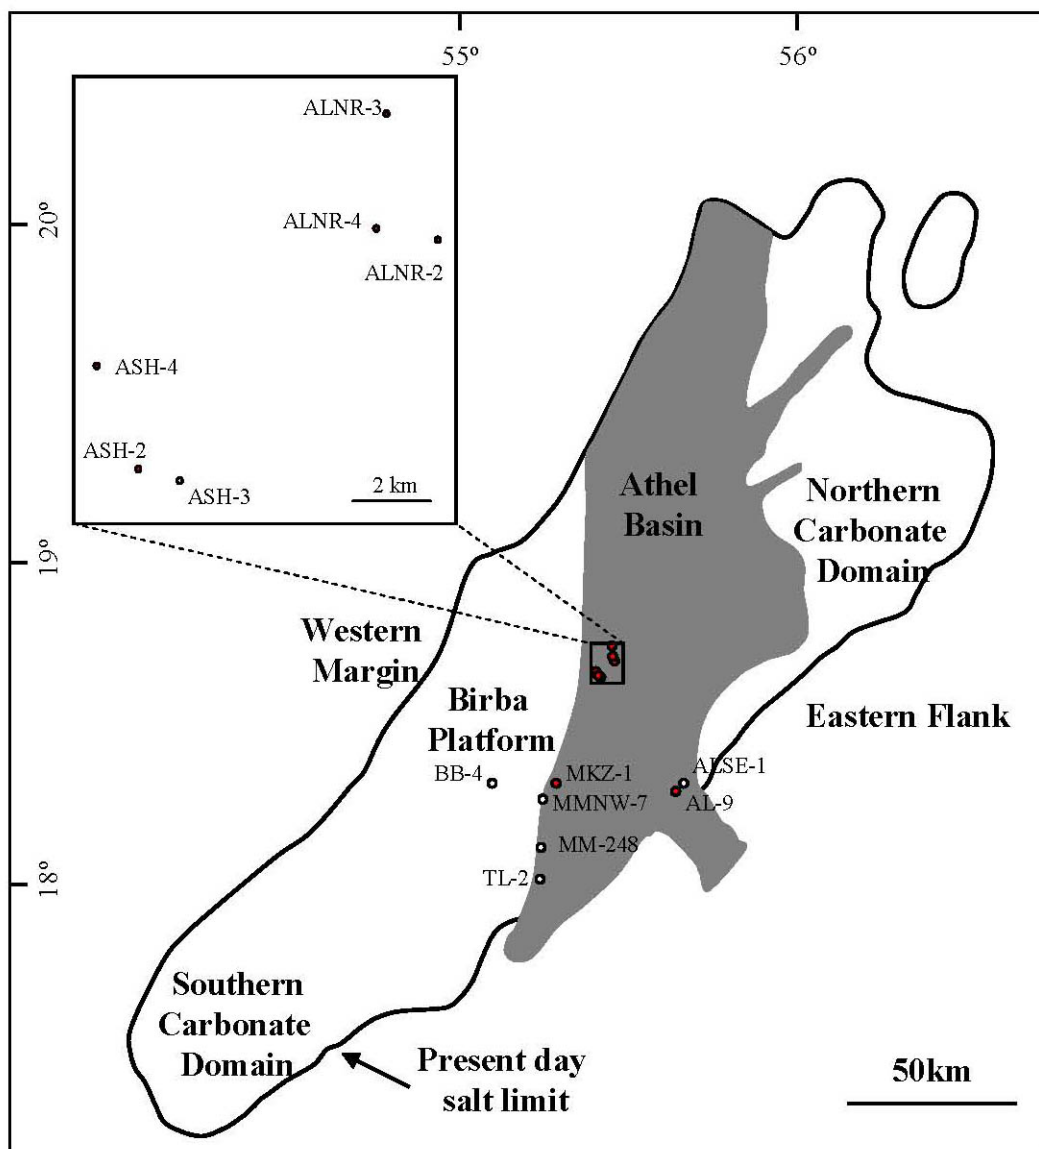 55º
56º
ALNR-3
20º
ALNR-4
ALNR-2
ASH-4
ASH-2
ASH-3
2 km
Athel
Basin
Northern
Carbonate
Domain
19º
Western
Margin
Birba
Platform
Eastern Flank
BB-4
MKZ-1
ALSE-1
MMNW-7
AL-9
MM-248
18º
TL-2
Southern
Carbonate
Domain
Present day
salt limit
50km